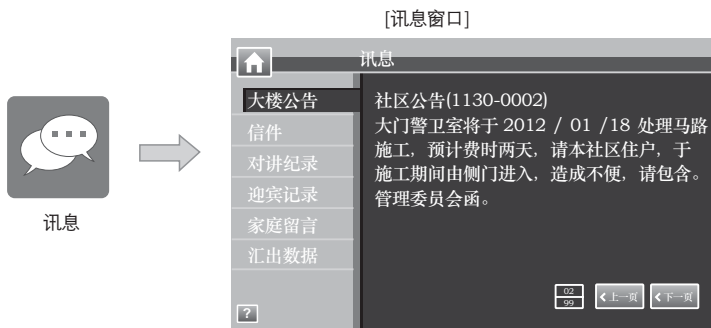 [讯息窗口]
讯息
讯息
大楼公告
信件
对讲纪录
迎宾记录
家庭留言
汇出数据
?
社区公告(1130-0002)
大门警卫室将于 2012 / 01 /18 处理马路
施工，预计费时两天，请本社区住户，于
施工期间由侧门进入，造成不便，请包含。
管理委员会函。
02
99
上一页
下一页